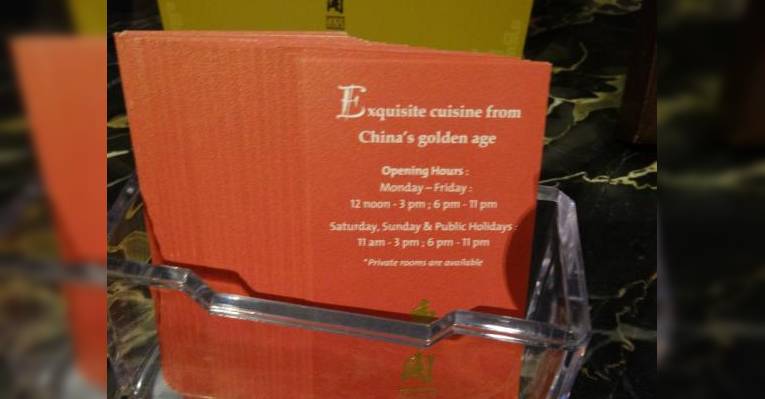 Exquisite cuisine from
China's golden age
Opening Hours :
Monday – Friday :
12 noon - 3 pm ; 6 pm - 11 pm
Saturday, Sunday & Public Holidays :
11 am - 3 pm ; 6 pm - 11 pm
*Private rooms are available